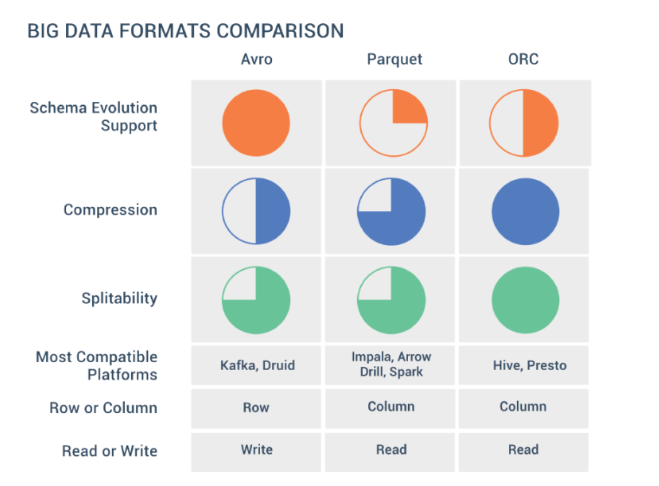 BIG DATA FORMATS COMPARISON
Avro Parquet ORC
Schema Evolution
Support
Compression
Splitability
Most Compatible
Platforms
Kafka, Druid
Impala, Arrow
Drill, Spark
Hive, Presto
Row or Column
Row
Column
Column
Read or Write
Write
Read
Read